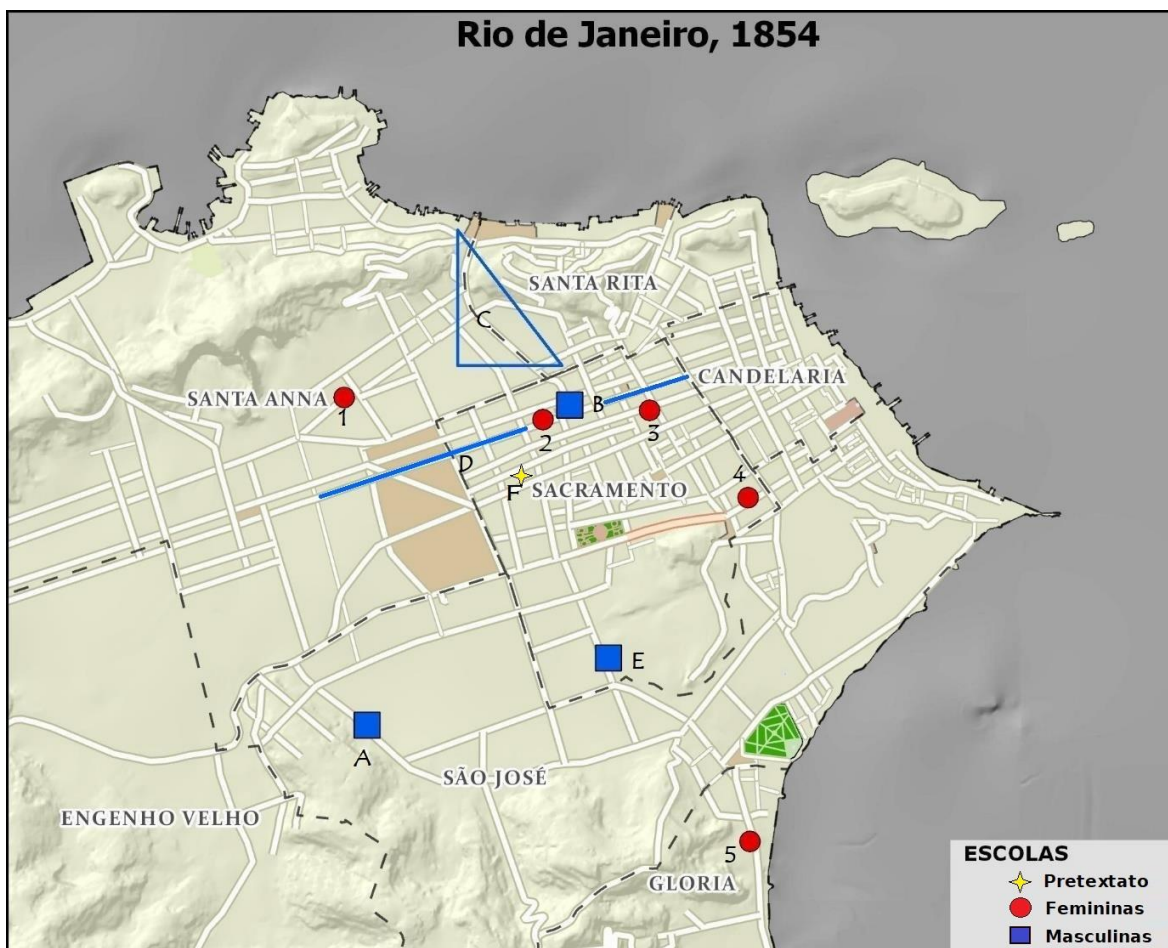 Rio de Janeiro, 1854
SANTA RITA
C
CANDELARIA
SANTA ANNA
1
B
2
3
D
4
F
SACRAMENTO
E
A
SÃO JOSÉ
ENGENHO VELHO
5
GLORIA
ESCOLAS
Pretextato
Femininas
Masculinas